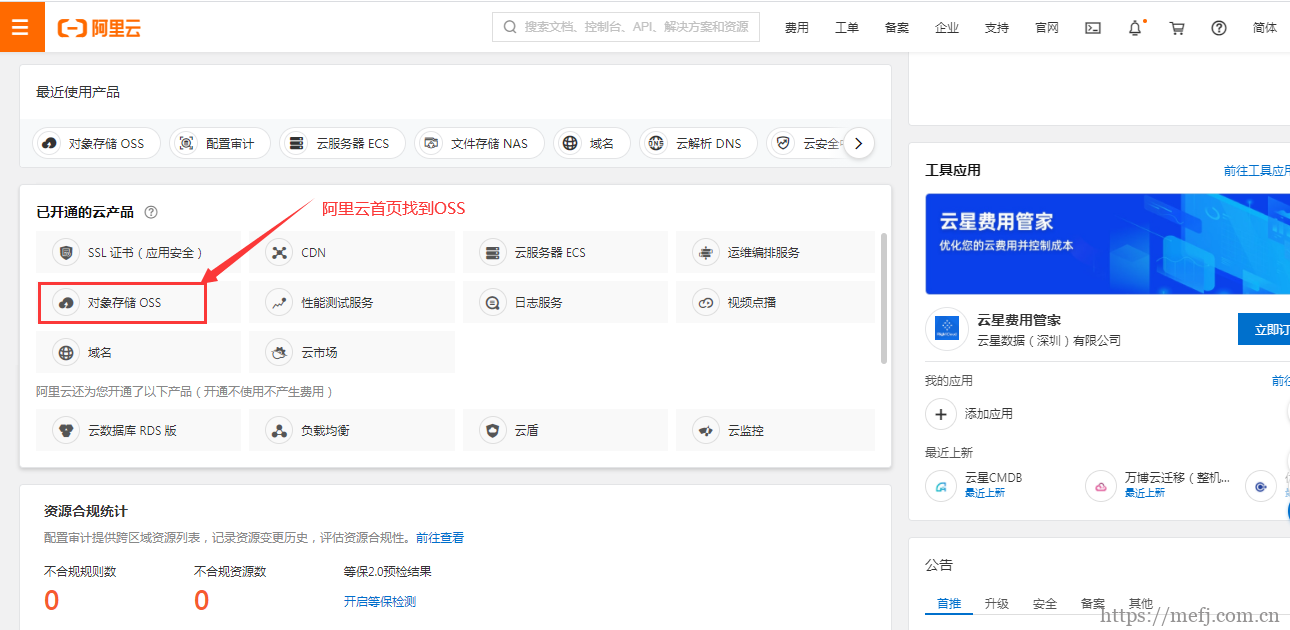 阿里云
搜索文档、控制台、API、解决方案和资源
费用 工单 备案 企业 支持 官网 简体
最近使用产品
对象存储 OSS 配置审计 云服务器 ECS 文件存储 NAS 域名 云解析 DNS 云安全
已开通的云产品
阿里云首页找到OSS
SSL 证书（应用安全） CDN 云服务器 ECS 运维编排服务
对象存储 OSS 性能测试服务 日志服务 视频点播
域名 云市场
阿里云还为您开通了以下产品（开通不使用不产生费用）
云数据库 RDS 版 负载均衡 云盾 云监控
资源合规统计
配置审计提供跨区域资源列表，记录资源变更历史，评估资源合规性。前往查看
不合规规则数 不合规资源数 等保2.0预检结果
0 0 开启等保检测
工具应用 前往工具应用
云星费用管家
优化您的云费用并控制成本
云星费用管家
云星数据（深圳）有限公司
立即订
我的应用 前往
添加应用
最近上新
云星CMDB 万博云迁移（整机...
最近上新 最近上新
公告
首推 升级 安全 备案 其他
https://mefj.com.cn